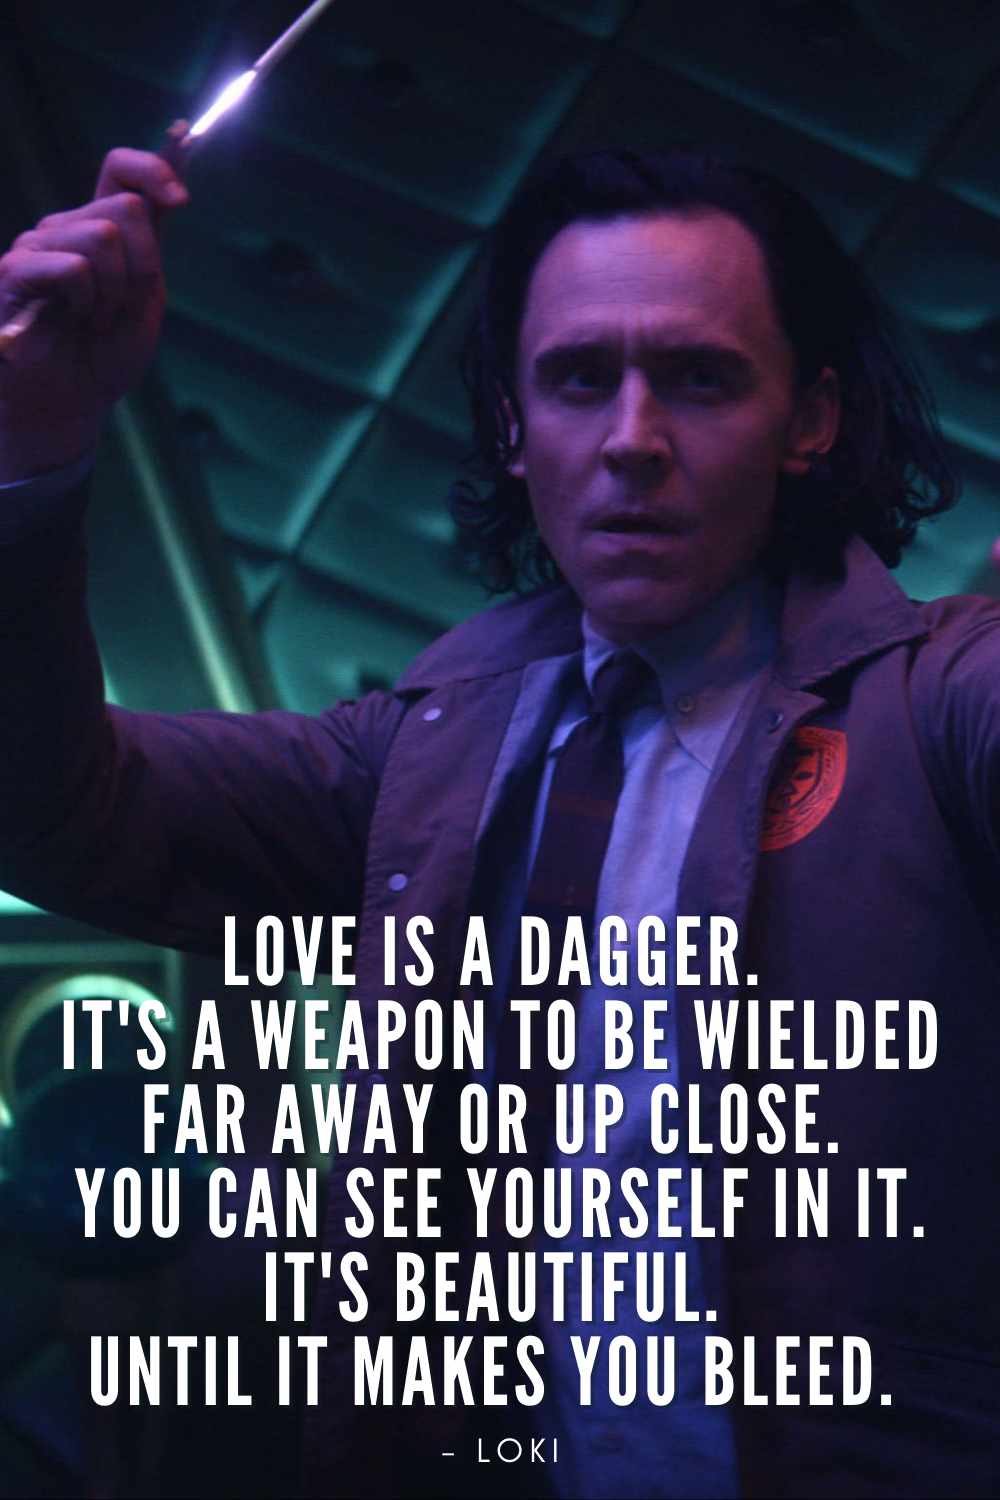 LOVE IS A DAGGER.
IT'S A WEAPON TO BE WIELDED
FAR AWAY OR UP CLOSE.
YOU CAN SEE YOURSELF IN IT.
IT'S BEAUTIFUL.
UNTIL IT MAKES YOU BLEED.
– LOKI